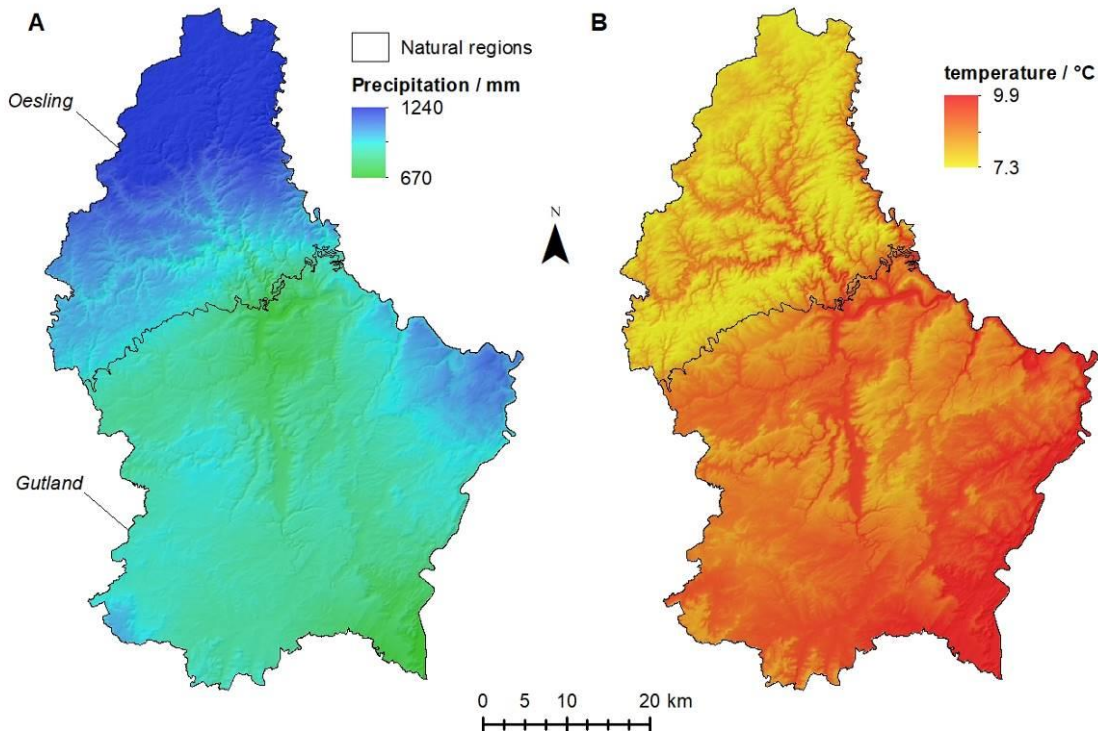 A
Natural regions
Precipitation / mm
1240
670
Oesling
Gutland
B
temperature / °C
9.9
7.3
N
0 5 10 20 km